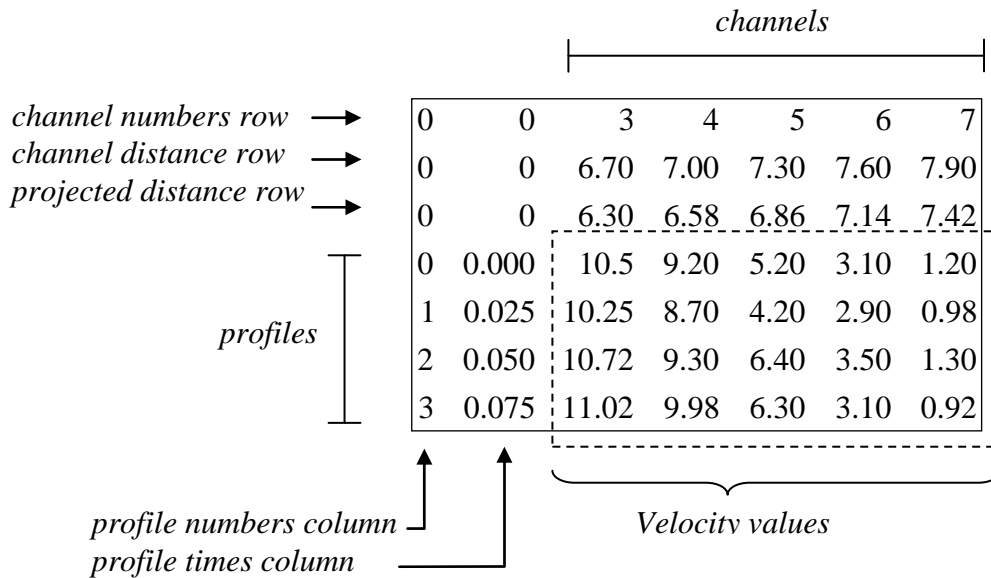 channels
channel numbers row
0 0 3 4 5 6 7
channel distance row
0 0 6.70 7.00 7.30 7.60 7.90
projected distance row
0 0 6.30 6.58 6.86 7.14 7.42
0 0.000 10.5 9.20 5.20 3.10 1.20
1 0.025 10.25 8.70 4.20 2.90 0.98
profiles
2 0.050 10.72 9.30 6.40 3.50 1.30
3 0.075 11.02 9.98 6.30 3.10 0.92
profile numbers column
Velocity values
profile times column